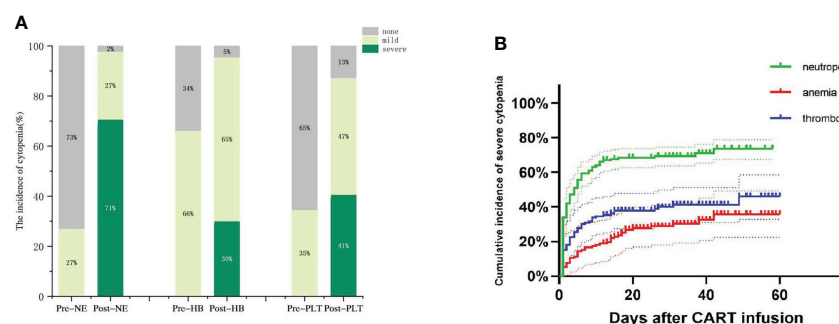 A
none
mild
severe
The incidence of cytopenia(%)
100
80
60
40
20
0
73%
27%
2%
27%
71%
34%
66%
5%
65%
30%
65%
35%
13%
47%
41%
Pre-NE Post-NE Pre-HB Post-HB Pre-PLT Post-PLT
B
neutrope
anemia
thrombo
Cumulative incidence of severe cytopenia
100%
80%
60%
40%
20%
0%
0 20 40 60
Days after CART infusion